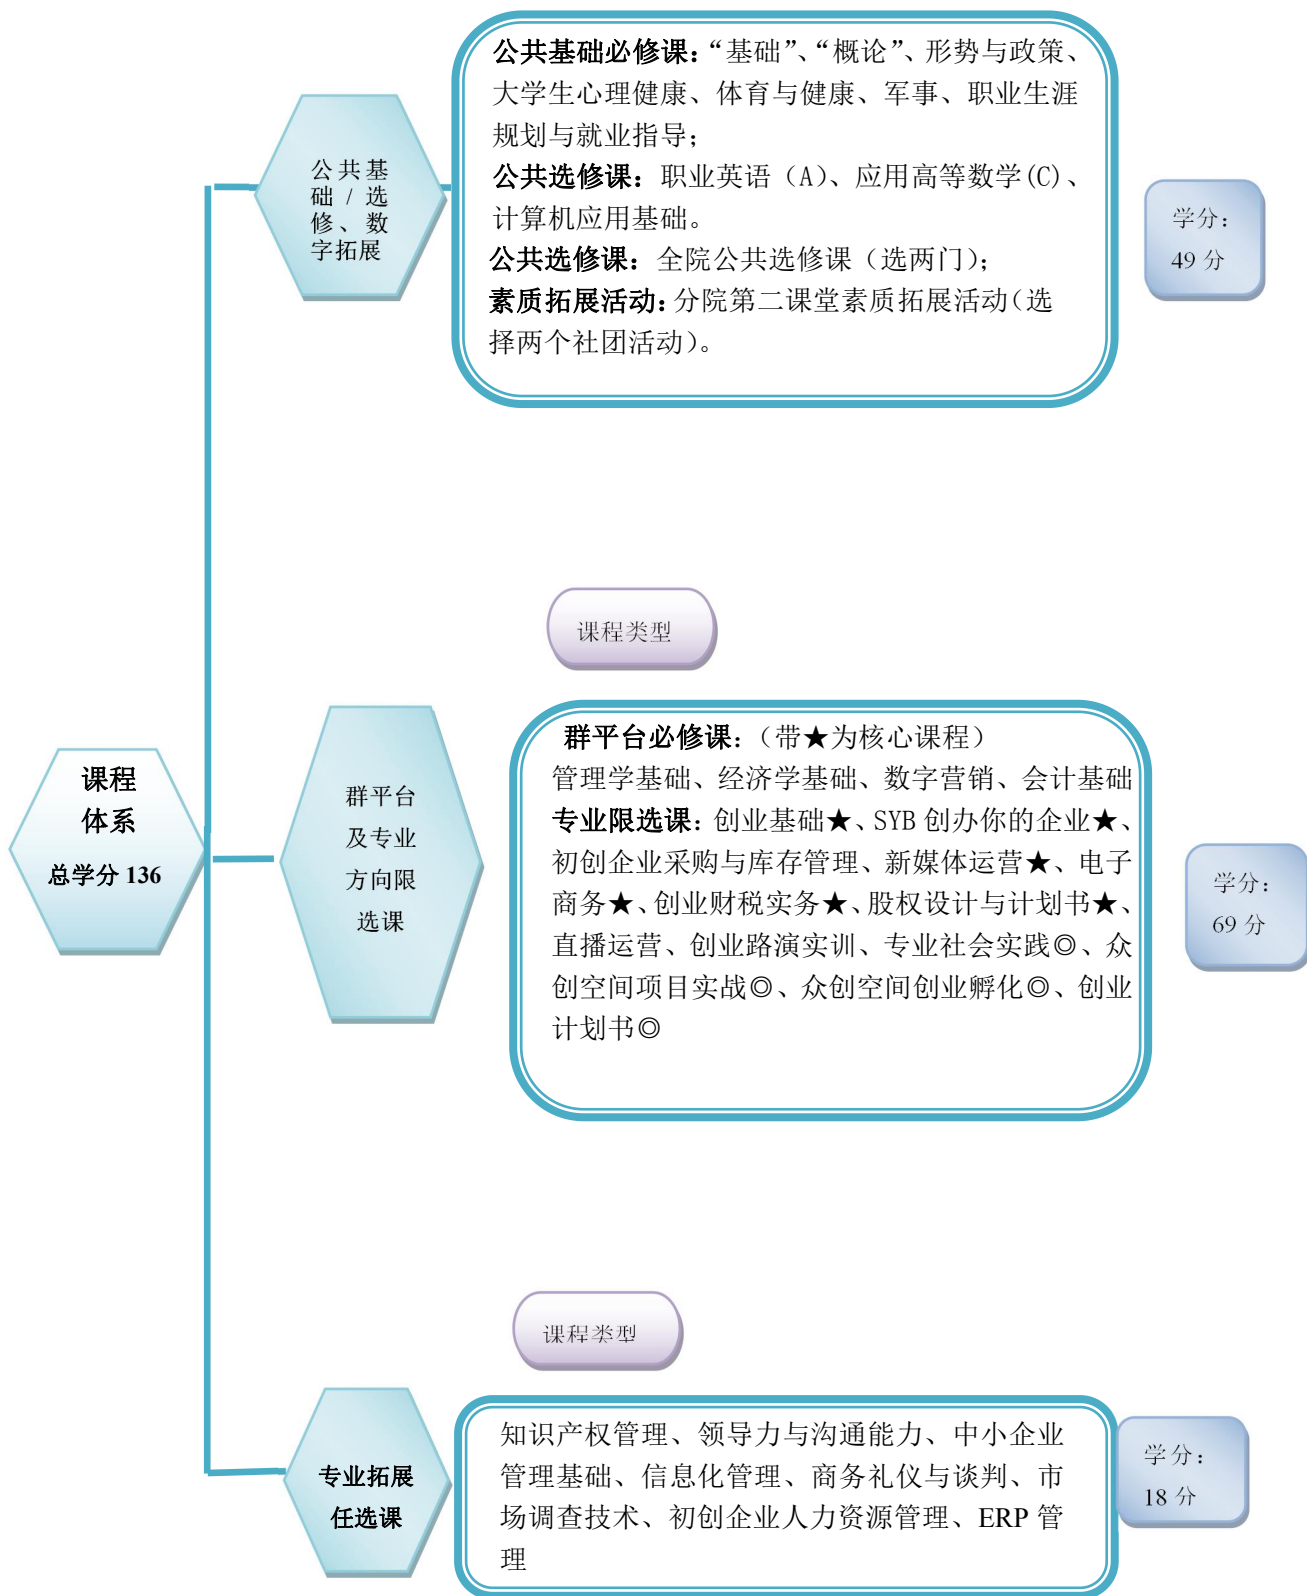 公共基础必修课：“基础”、“概论”、形势与政策、
大学生心理健康、体育与健康、军事、职业生涯
规划与就业指导；
公共选修课：职业英语（A）、应用高等数学(C)、
计算机应用基础。
公共选修课：全院公共选修课（选两门）；
素质拓展活动：分院第二课堂素质拓展活动（选
择两个社团活动）。
公共基
础/选
修、数
字拓展
学分：
49 分
课程类型
群平台必修课：（带★为核心课程）
管理学基础、经济学基础、数字营销、会计基础
专业限选课：创业基础★、SYB 创办你的企业★、
初创企业采购与库存管理、新媒体运营★、电子
商务★、创业财税实务★、股权设计与计划书★、
直播运营、创业路演实训、专业社会实践◎、众
创空间项目实战◎、众创空间创业孵化◎、创业
计划书◎
课程
体系
总学分 136
群平台
及专业
方向限
选课
学分：
69 分
课程类型
知识产权管理、领导力与沟通能力、中小企业
管理基础、信息化管理、商务礼仪与谈判、市
场调查技术、初创企业人力资源管理、ERP 管
理
专业拓展
任选课
学分：
18 分